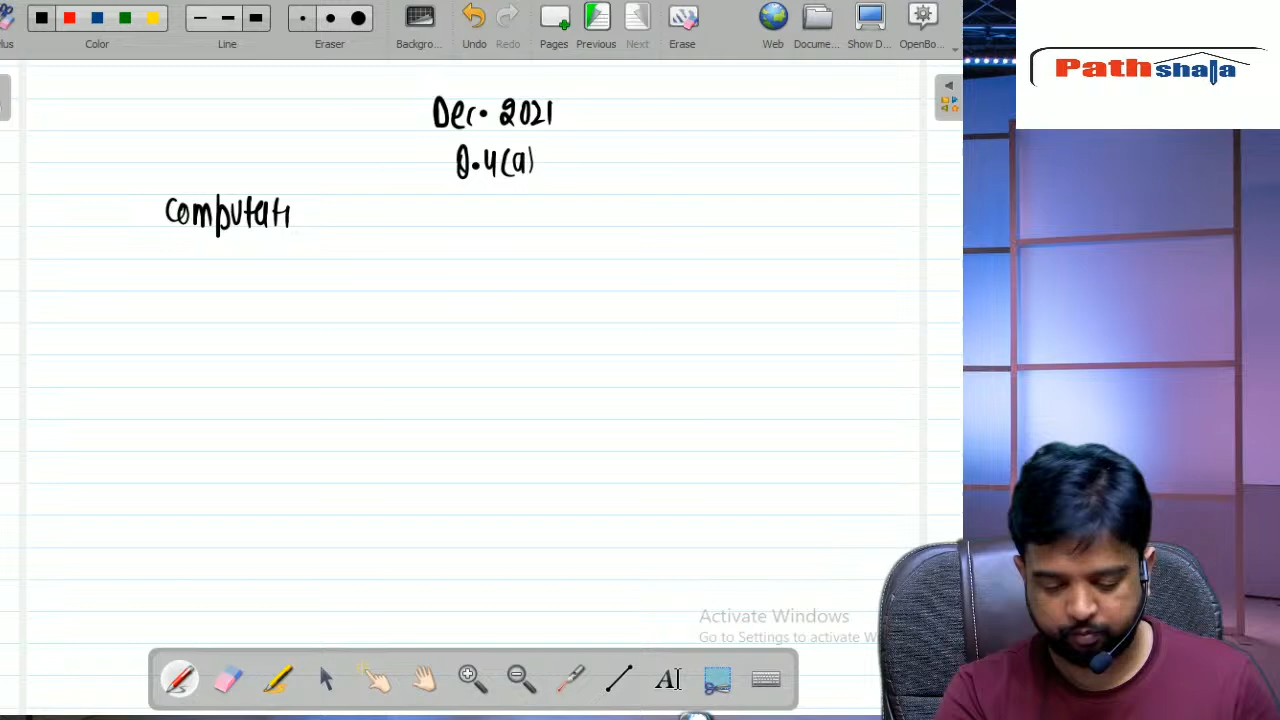 Color
Line
Eraser
Backgro...
Undo
Redo
Pages
Previous
Next
Erase
Web
Docume...
Show D...
OpenBo...
Pathshala
Dec. 2021
Q.4(a)
Computati
Activate Windows
Go to Settings to activate W
A